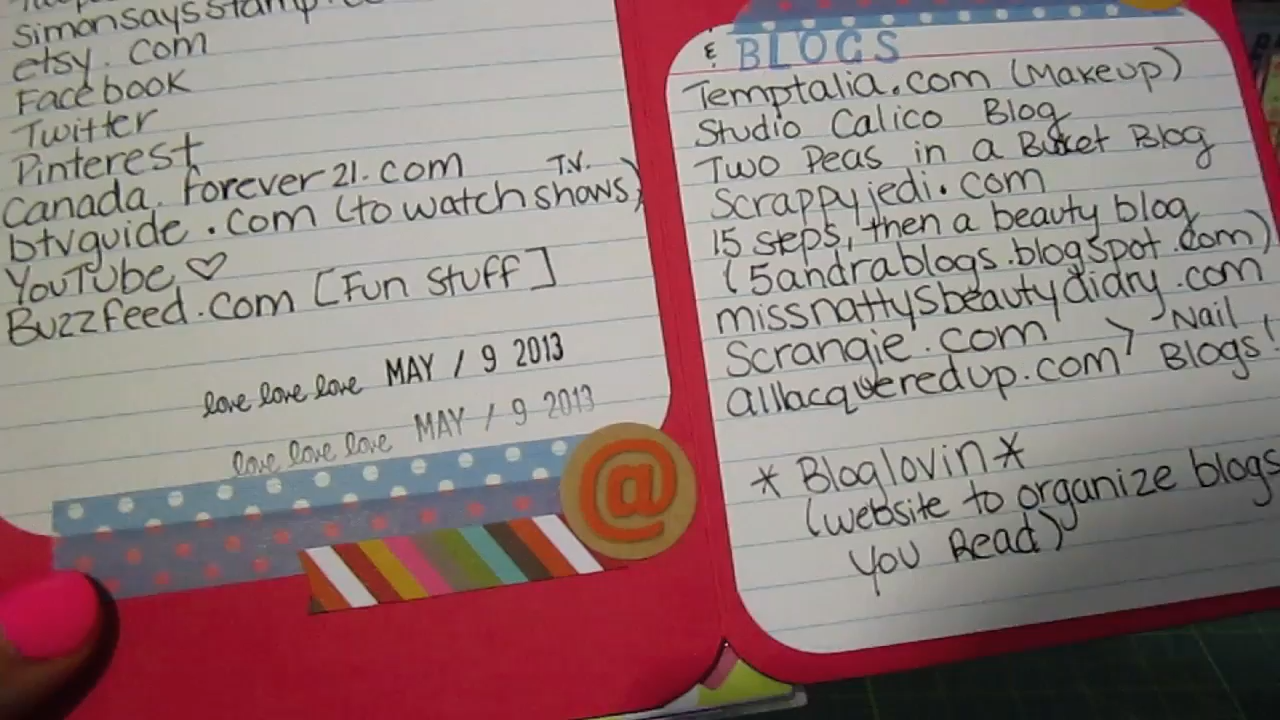 simonsaysstamp
etsy.com
Facebook
Twitter
Pinterest
Canada.forever21.com
T.V.
btvguide.com (to watch shows)
YouTube ♡
Buzzfeed.com [Fun Stuff]
love love love MAY / 9 2013
love love love MAY / 9 2013
@
& BLOGS
Temptalia.com (Makeup)
Studio Calico Blog
Two Peas in a Bucket Blog
Scrappyjedi.com
15 steps, then a beauty blog
(5andrablogs.blogspot.com)
missnattysbeautydiary.com
Scrangie.com > Nail
alllacqueredup.com Blogs!
* Bloglovin *
(website to organize blogs
you Read)